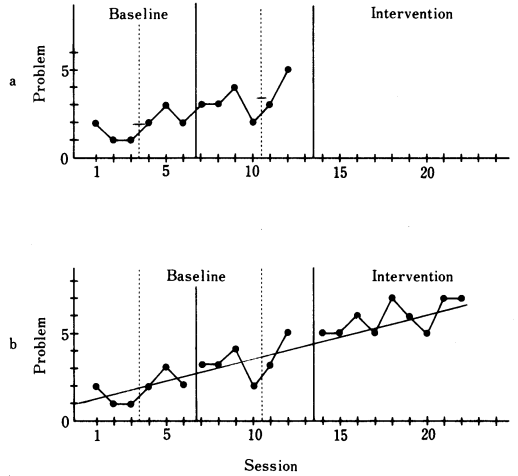 a
Baseline Intervention
Problem
5
0
1 5 10 15 20
b
Baseline Intervention
Problem
5
0
1 5 10 15 20
Session